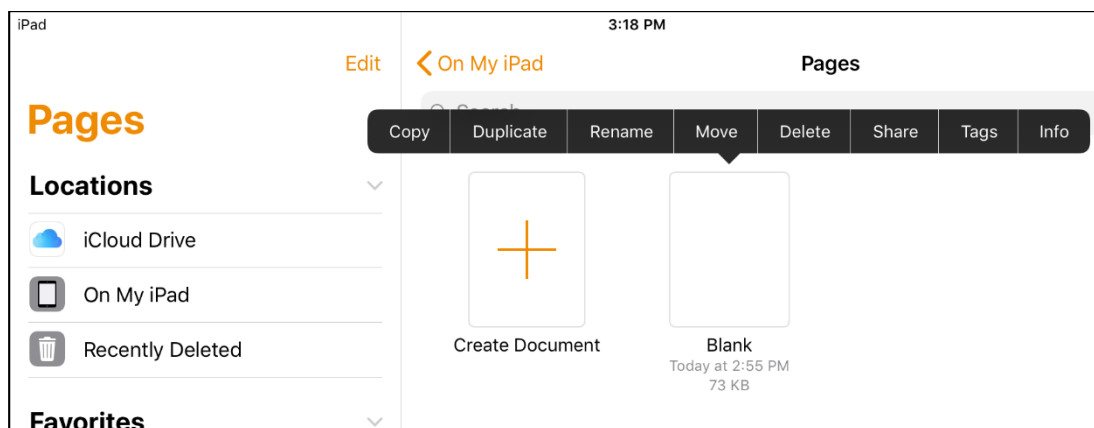 iPad
3:18 PM
Edit
On My iPad
Pages
Pages
Search
Copy Duplicate Rename Move Delete Share Tags Info
Locations
iCloud Drive
On My iPad
Recently Deleted
Favorites
Create Document
Blank
Today at 2:55 PM
73 KB